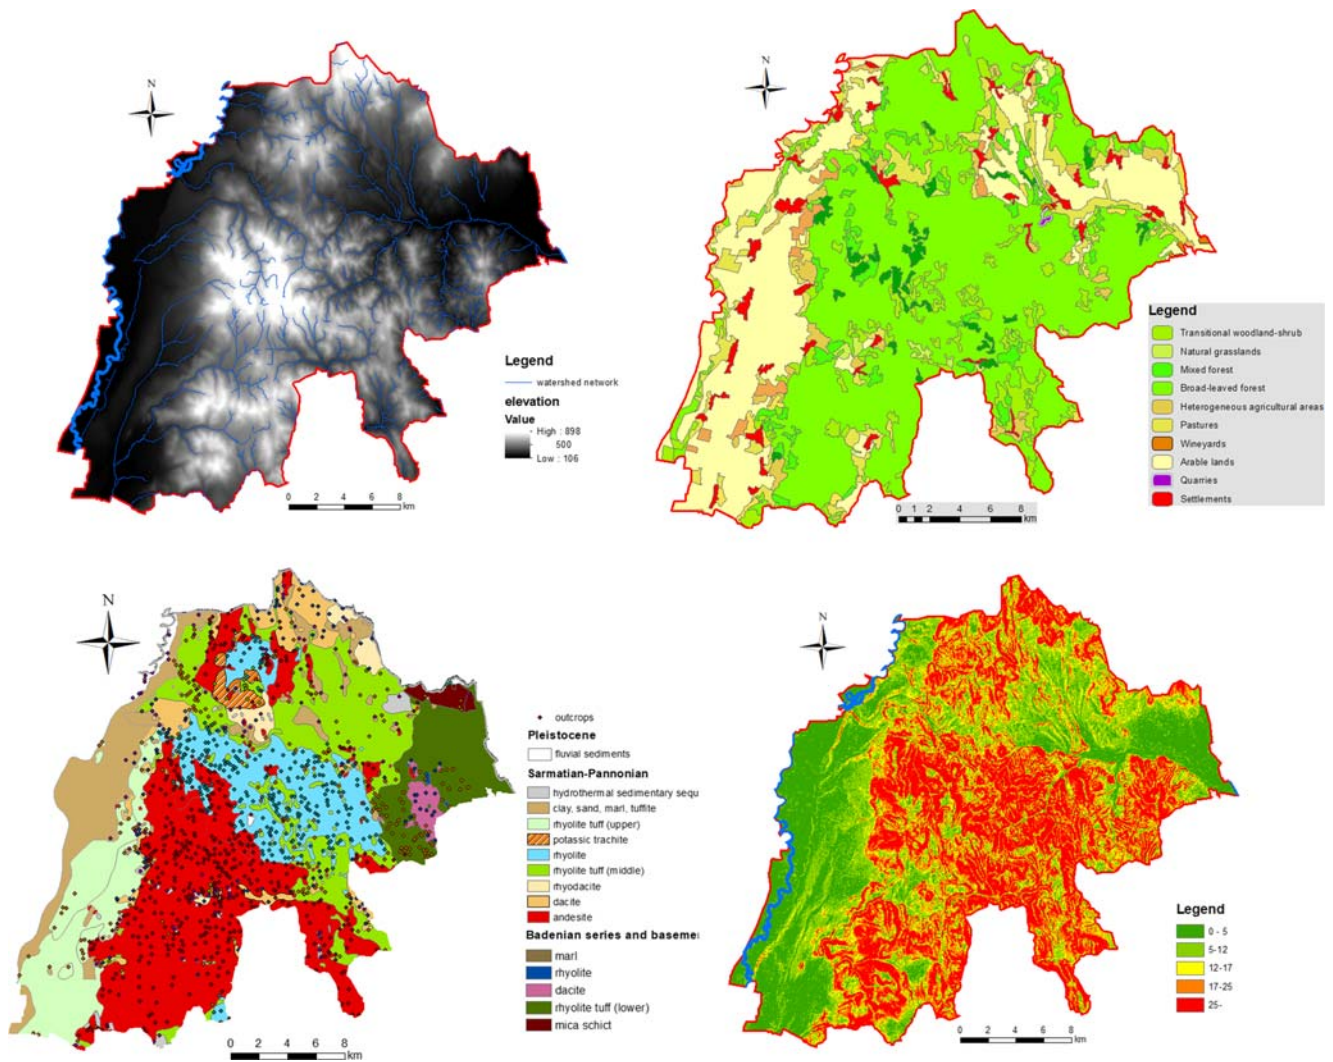 N
Legend
watershed network
elevation
Value
High : 898
500
Low : 106
0 2 4 6 8
km
N
Legend
Transitional woodland-shrub
Natural grasslands
Mixed forest
Broad-leaved forest
Heterogeneous agricultural areas
Pastures
Wineyards
Arable lands
Quarries
Settlements
0 1 2 4 6 8
km
N
outcrops
Pleistocene
fluvial sediments
Sarmatian-Pannonian
hydrothermal sedimentary sequ
clay, sand, marl, tuffite
rhyolite tuff (upper)
potassic trachite
rhyolite
rhyolite tuff (middle)
rhyodacite
dacite
andesite
Badenian series and baseme
marl
rhyolite
dacite
rhyolite tuff (lower)
mica schict
0 2 4 6 8
km
N
Legend
0 - 5
5-12
12-17
17-25
25-
0 2 4 6 8
km